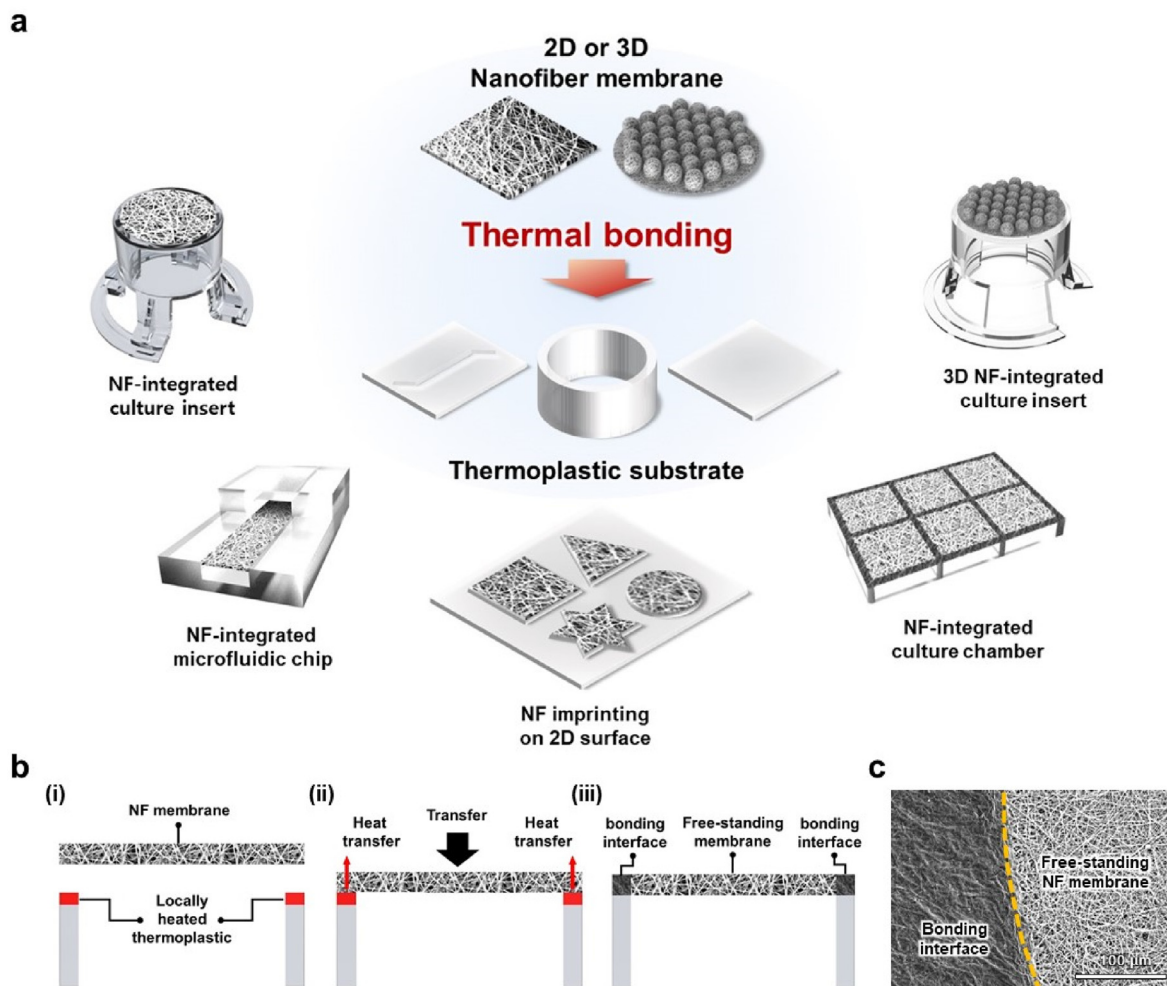 a
2D or 3D
Nanofiber membrane
Thermal bonding
NF-integrated
culture insert
3D NF-integrated
culture insert
Thermoplastic substrate
NF-integrated
microfluidic chip
NF-integrated
culture chamber
NF imprinting
on 2D surface
b
(i)
NF membrane
Locally
heated
thermoplastic
(ii)
Heat
transfer
Transfer
Heat
transfer
(iii)
bonding
interface
Free-standing
membrane
bonding
interface
c
Free-standing
NF membrane
Bonding
interface
100 μm